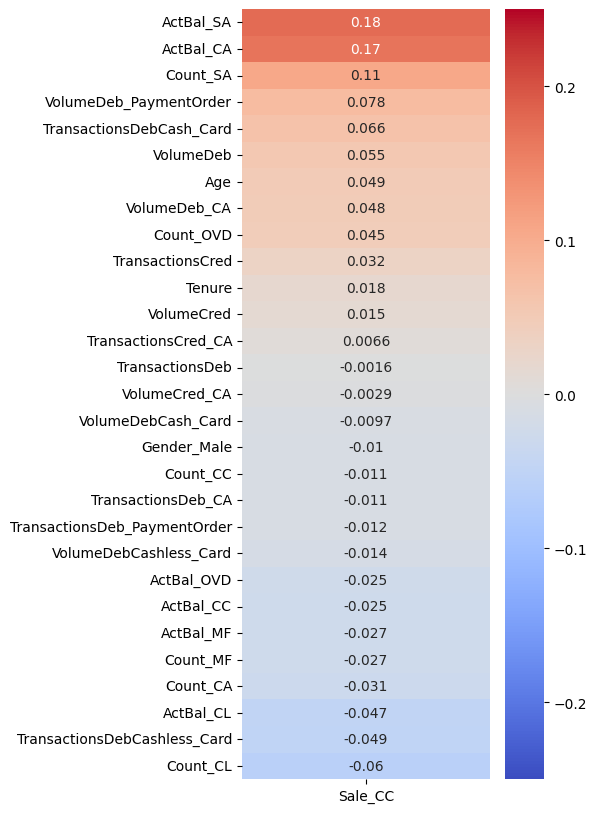 ActBal_SA 0.18
ActBal_CA 0.17
Count_SA 0.11
VolumeDeb_PaymentOrder 0.078
TransactionsDebCash_Card 0.066
VolumeDeb 0.055
Age 0.049
VolumeDeb_CA 0.048
Count_OVD 0.045
TransactionsCred 0.032
Tenure 0.018
VolumeCred 0.015
TransactionsCred_CA 0.0066
TransactionsDeb -0.0016
VolumeCred_CA -0.0029
VolumeDebCash_Card -0.0097
Gender_Male -0.01
Count_CC -0.011
TransactionsDeb_CA -0.011
TransactionsDeb_PaymentOrder -0.012
VolumeDebCashless_Card -0.014
ActBal_OVD -0.025
ActBal_CC -0.025
ActBal_MF -0.027
Count_MF -0.027
Count_CA -0.031
ActBal_CL -0.047
TransactionsDebCashless_Card -0.049
Count_CL -0.06
Sale_CC
0.2
0.1
0.0
−0.1
−0.2